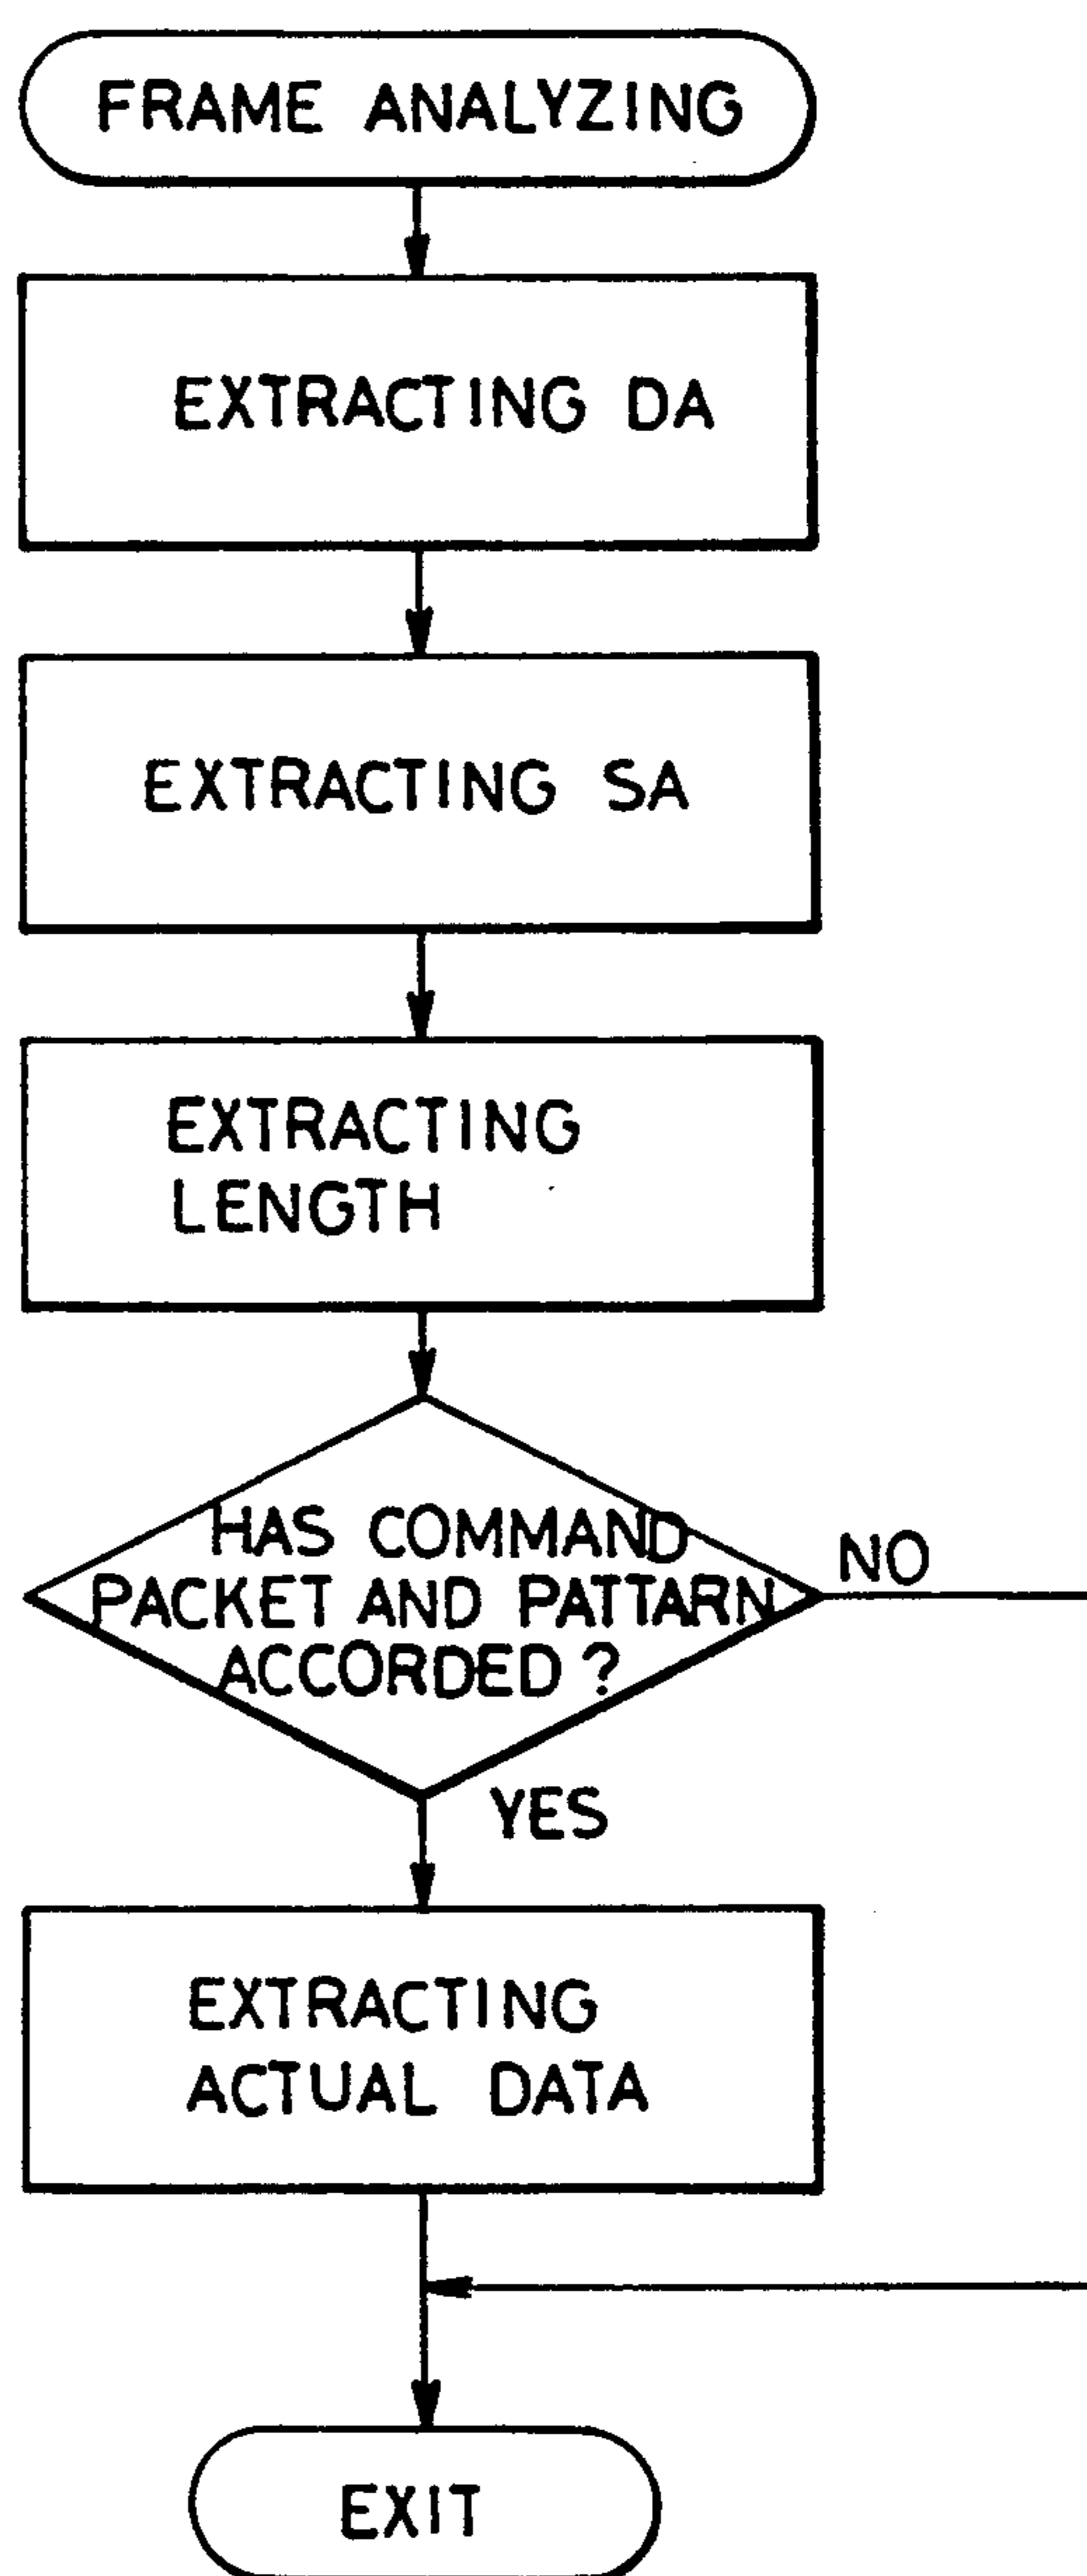 FRAME ANALYZING
EXTRACTING DA
EXTRACTING SA
EXTRACTING
LENGTH
HAS COMMAND
PACKET AND PATTARN
ACCORDED ?
NO
YES
EXTRACTING
ACTUAL DATA
EXIT